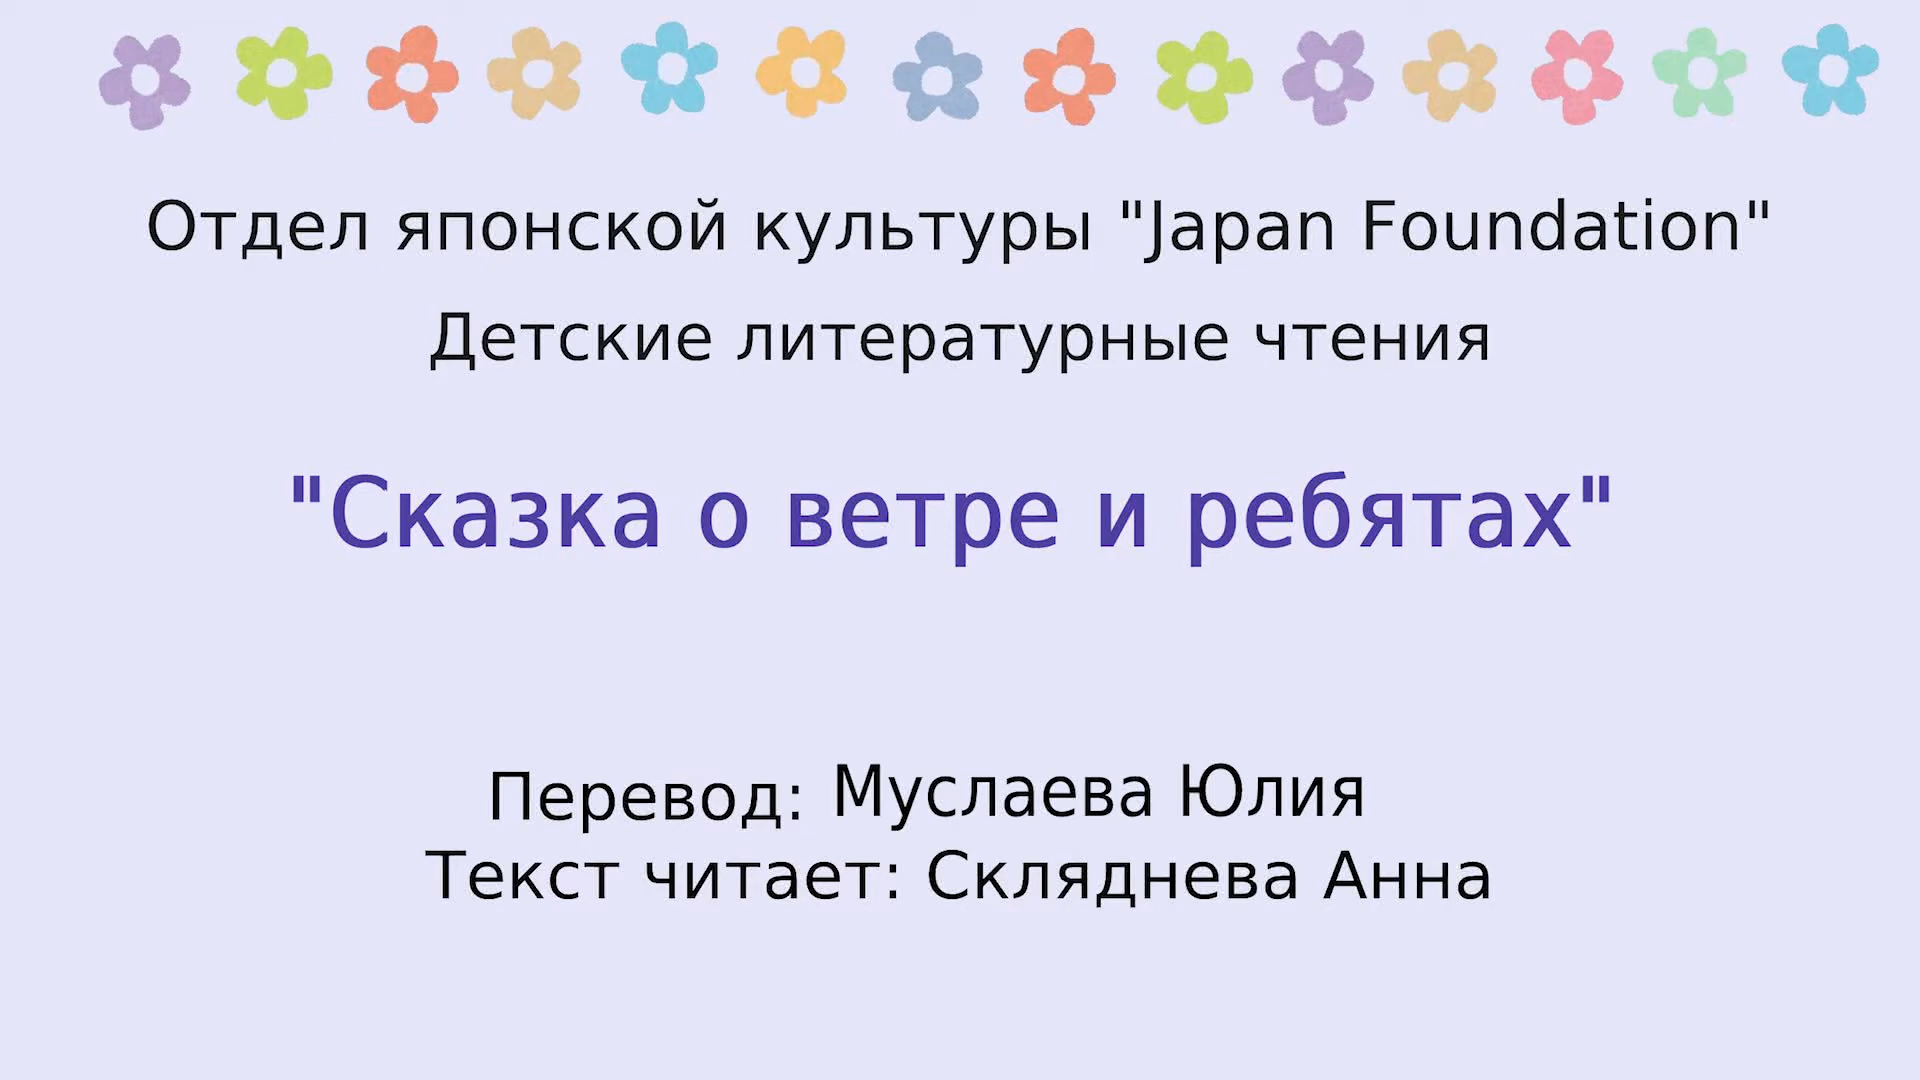 Отдел японской культуры "Japan Foundation"
Детские литературные чтения
"Сказка о ветре и ребятах"
Перевод: Муслаева Юлия
Текст читает: Скляднева Анна